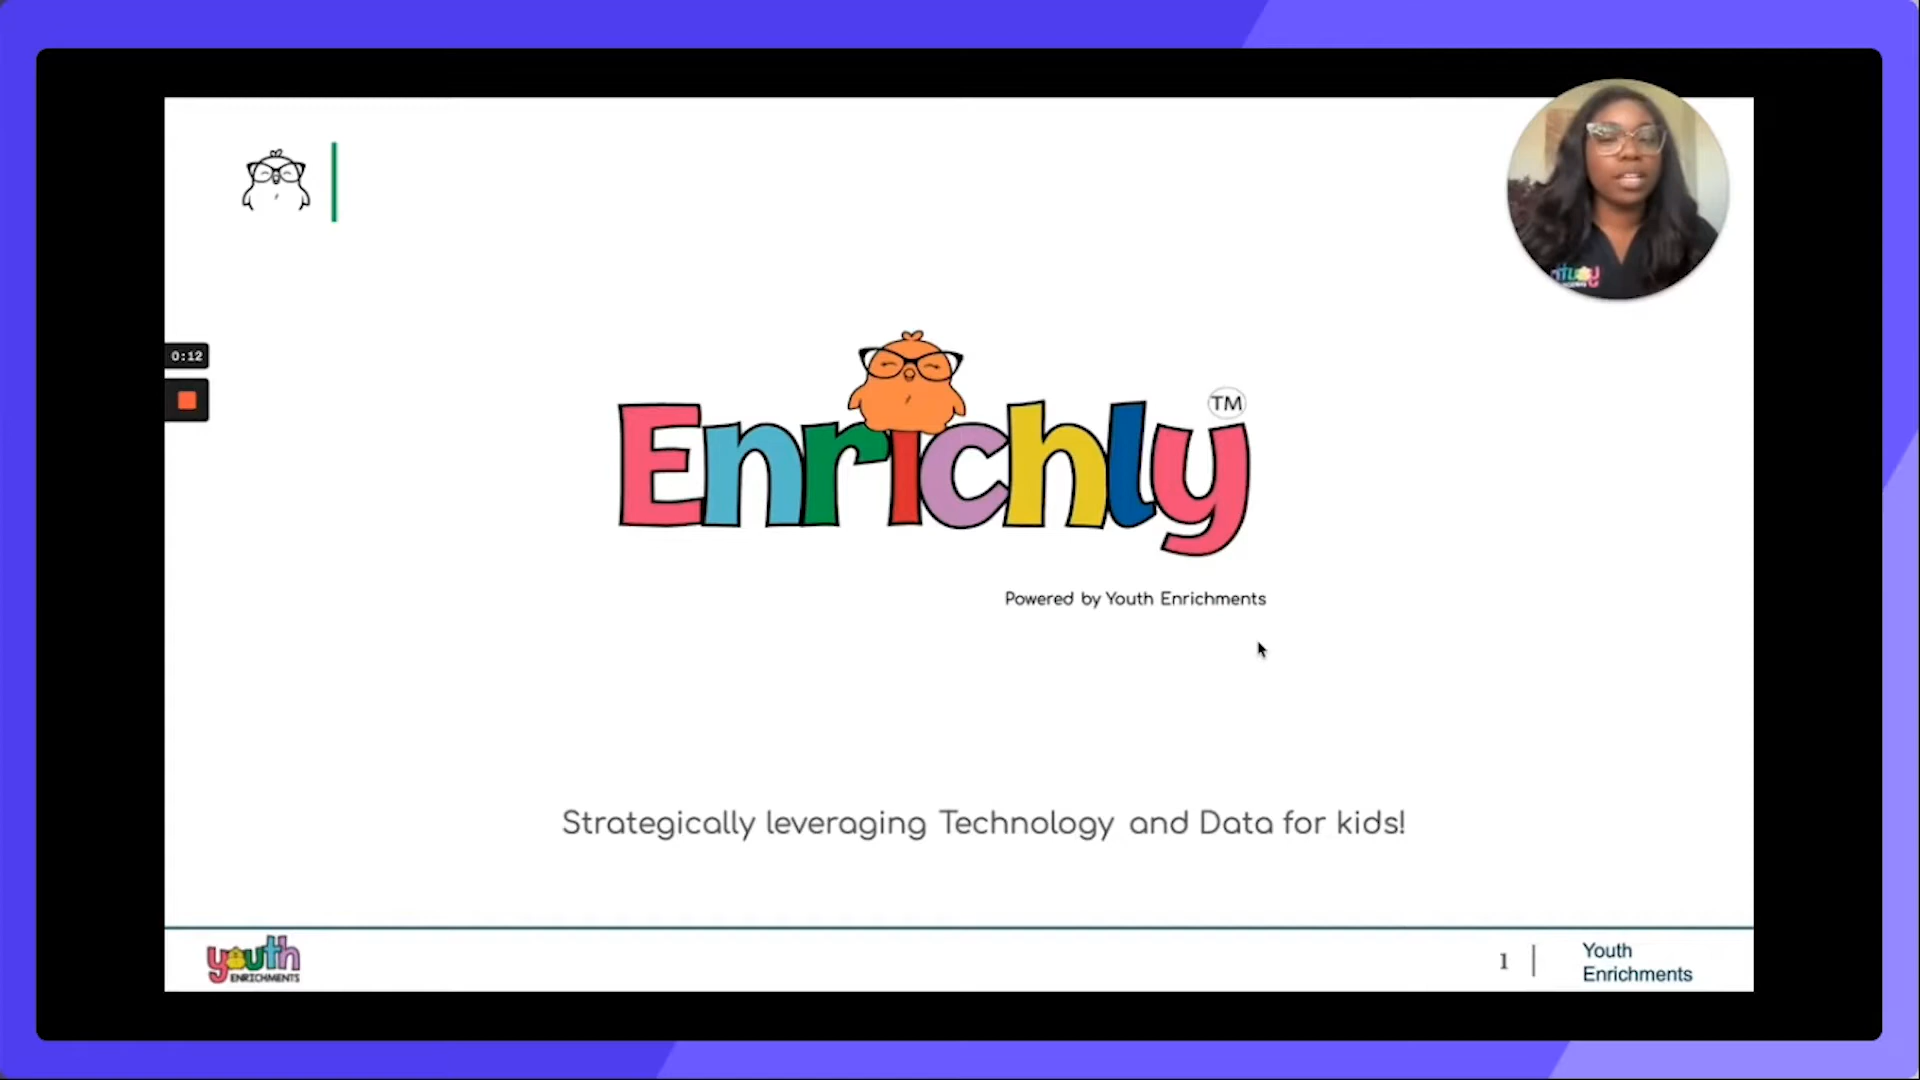 0:12
Enrichly
TM
Powered by Youth Enrichments
Strategically leveraging Technology and Data for kids!
youth
ENRICHMENTS
1
Youth
Enrichments